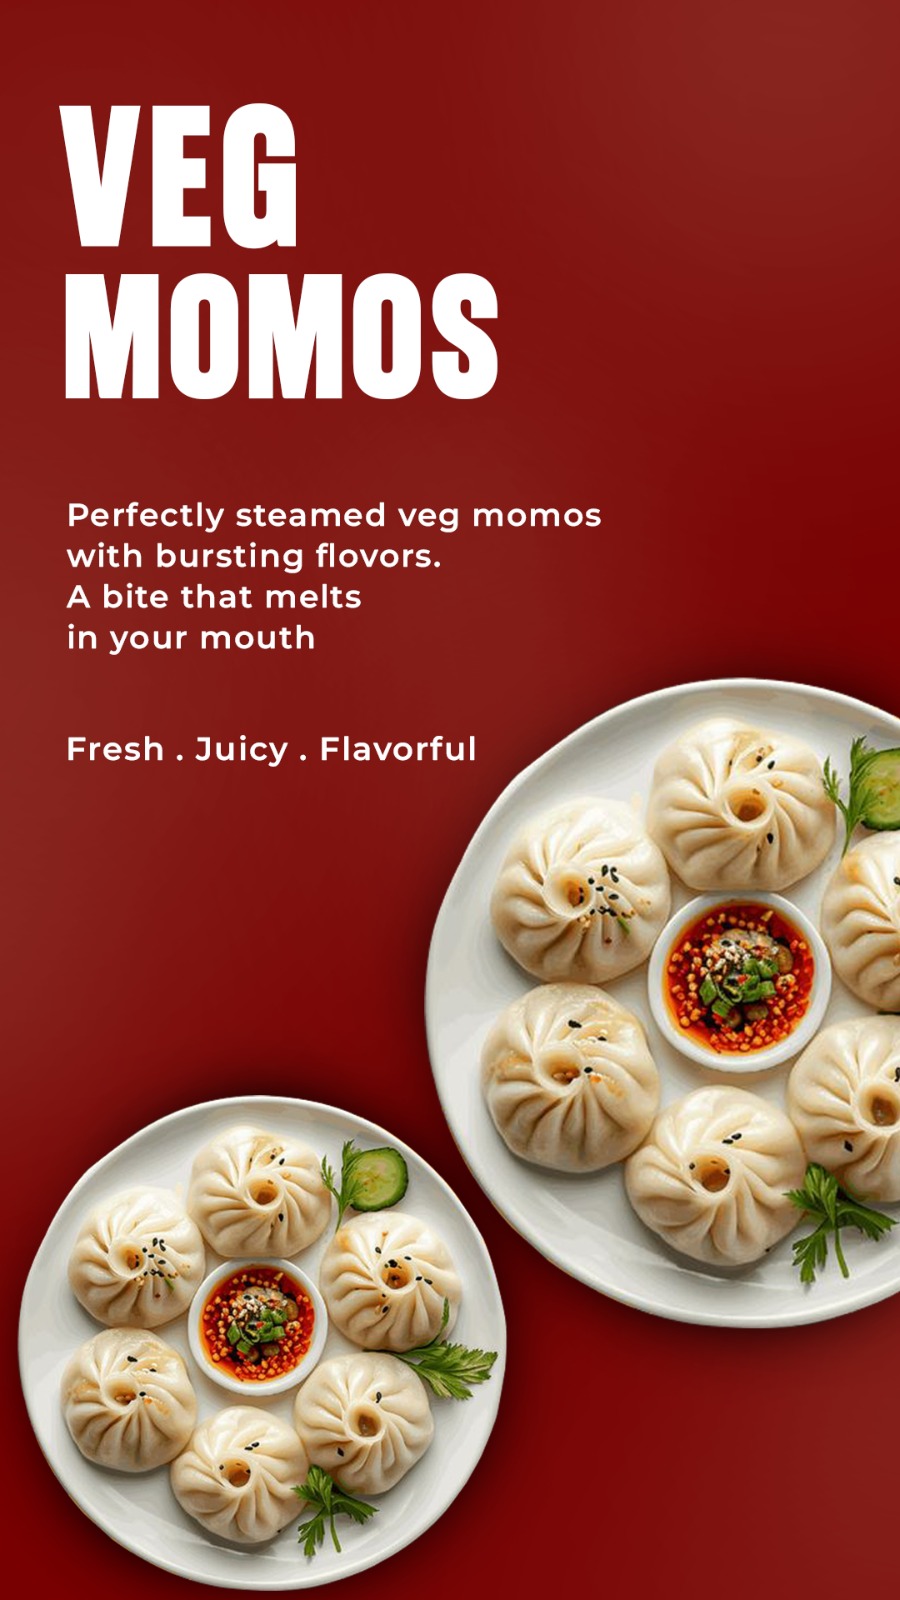 VEG
MOMOS
Perfectly steamed veg momos
with bursting flovors.
A bite that melts
in your mouth
Fresh . Juicy . Flavorful